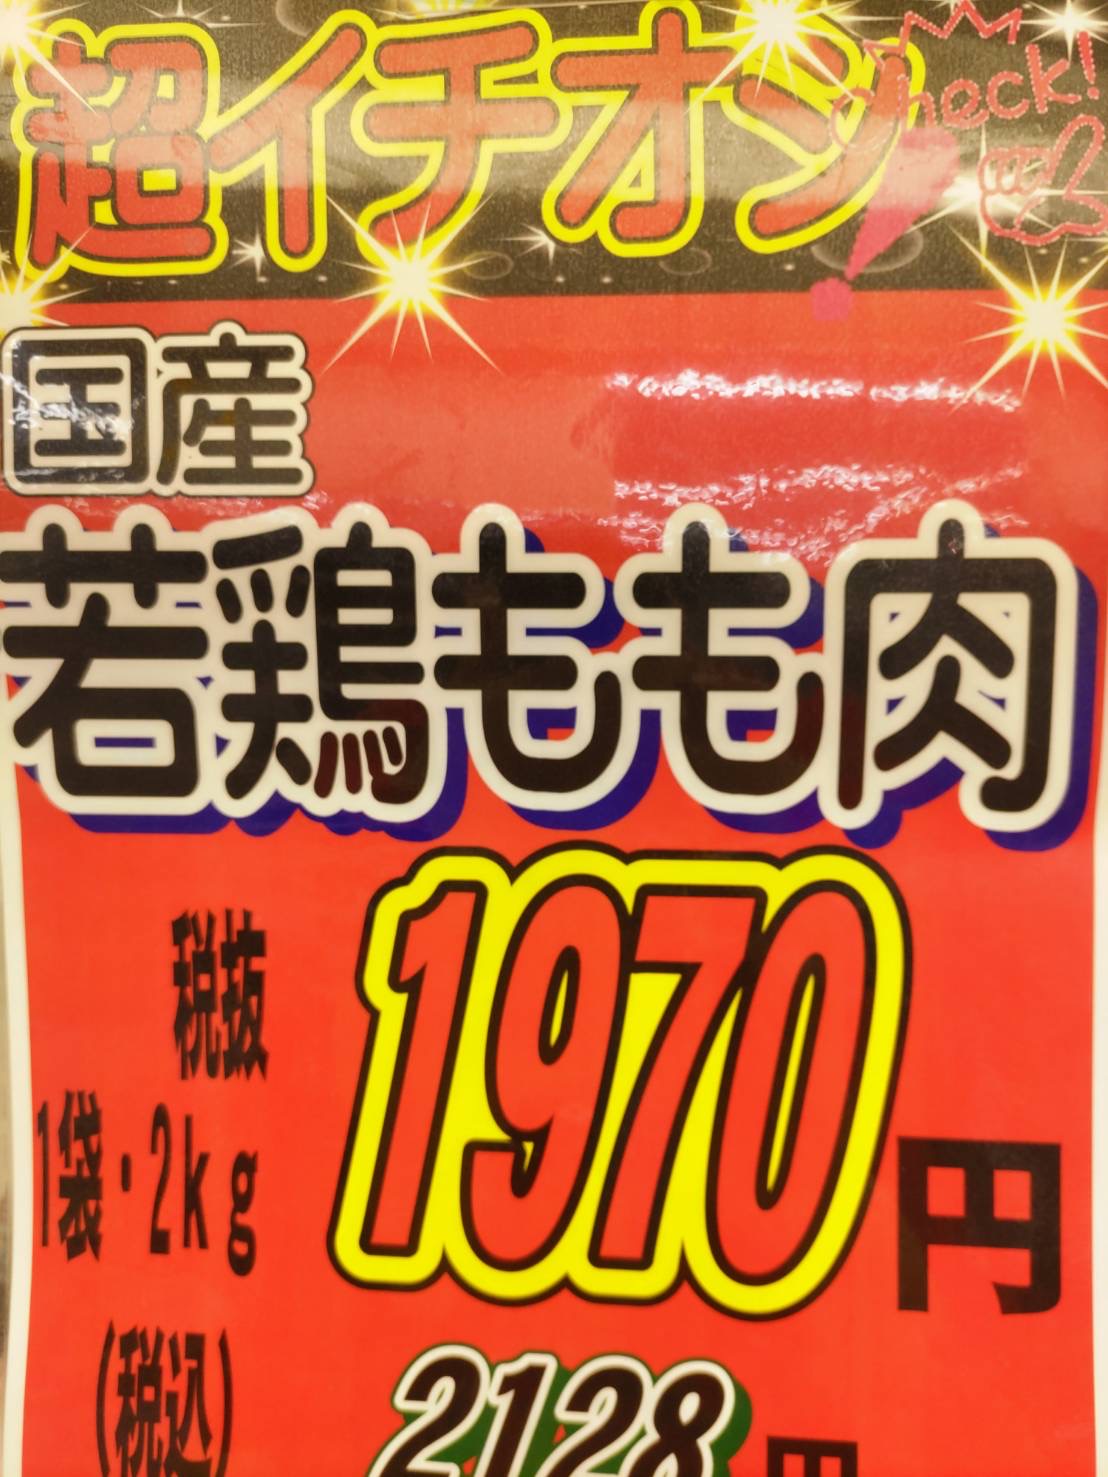 超イチオシ!
check!
国産
若鶏もも肉
税抜
1袋・2kg
1970円
(税込)
2128円